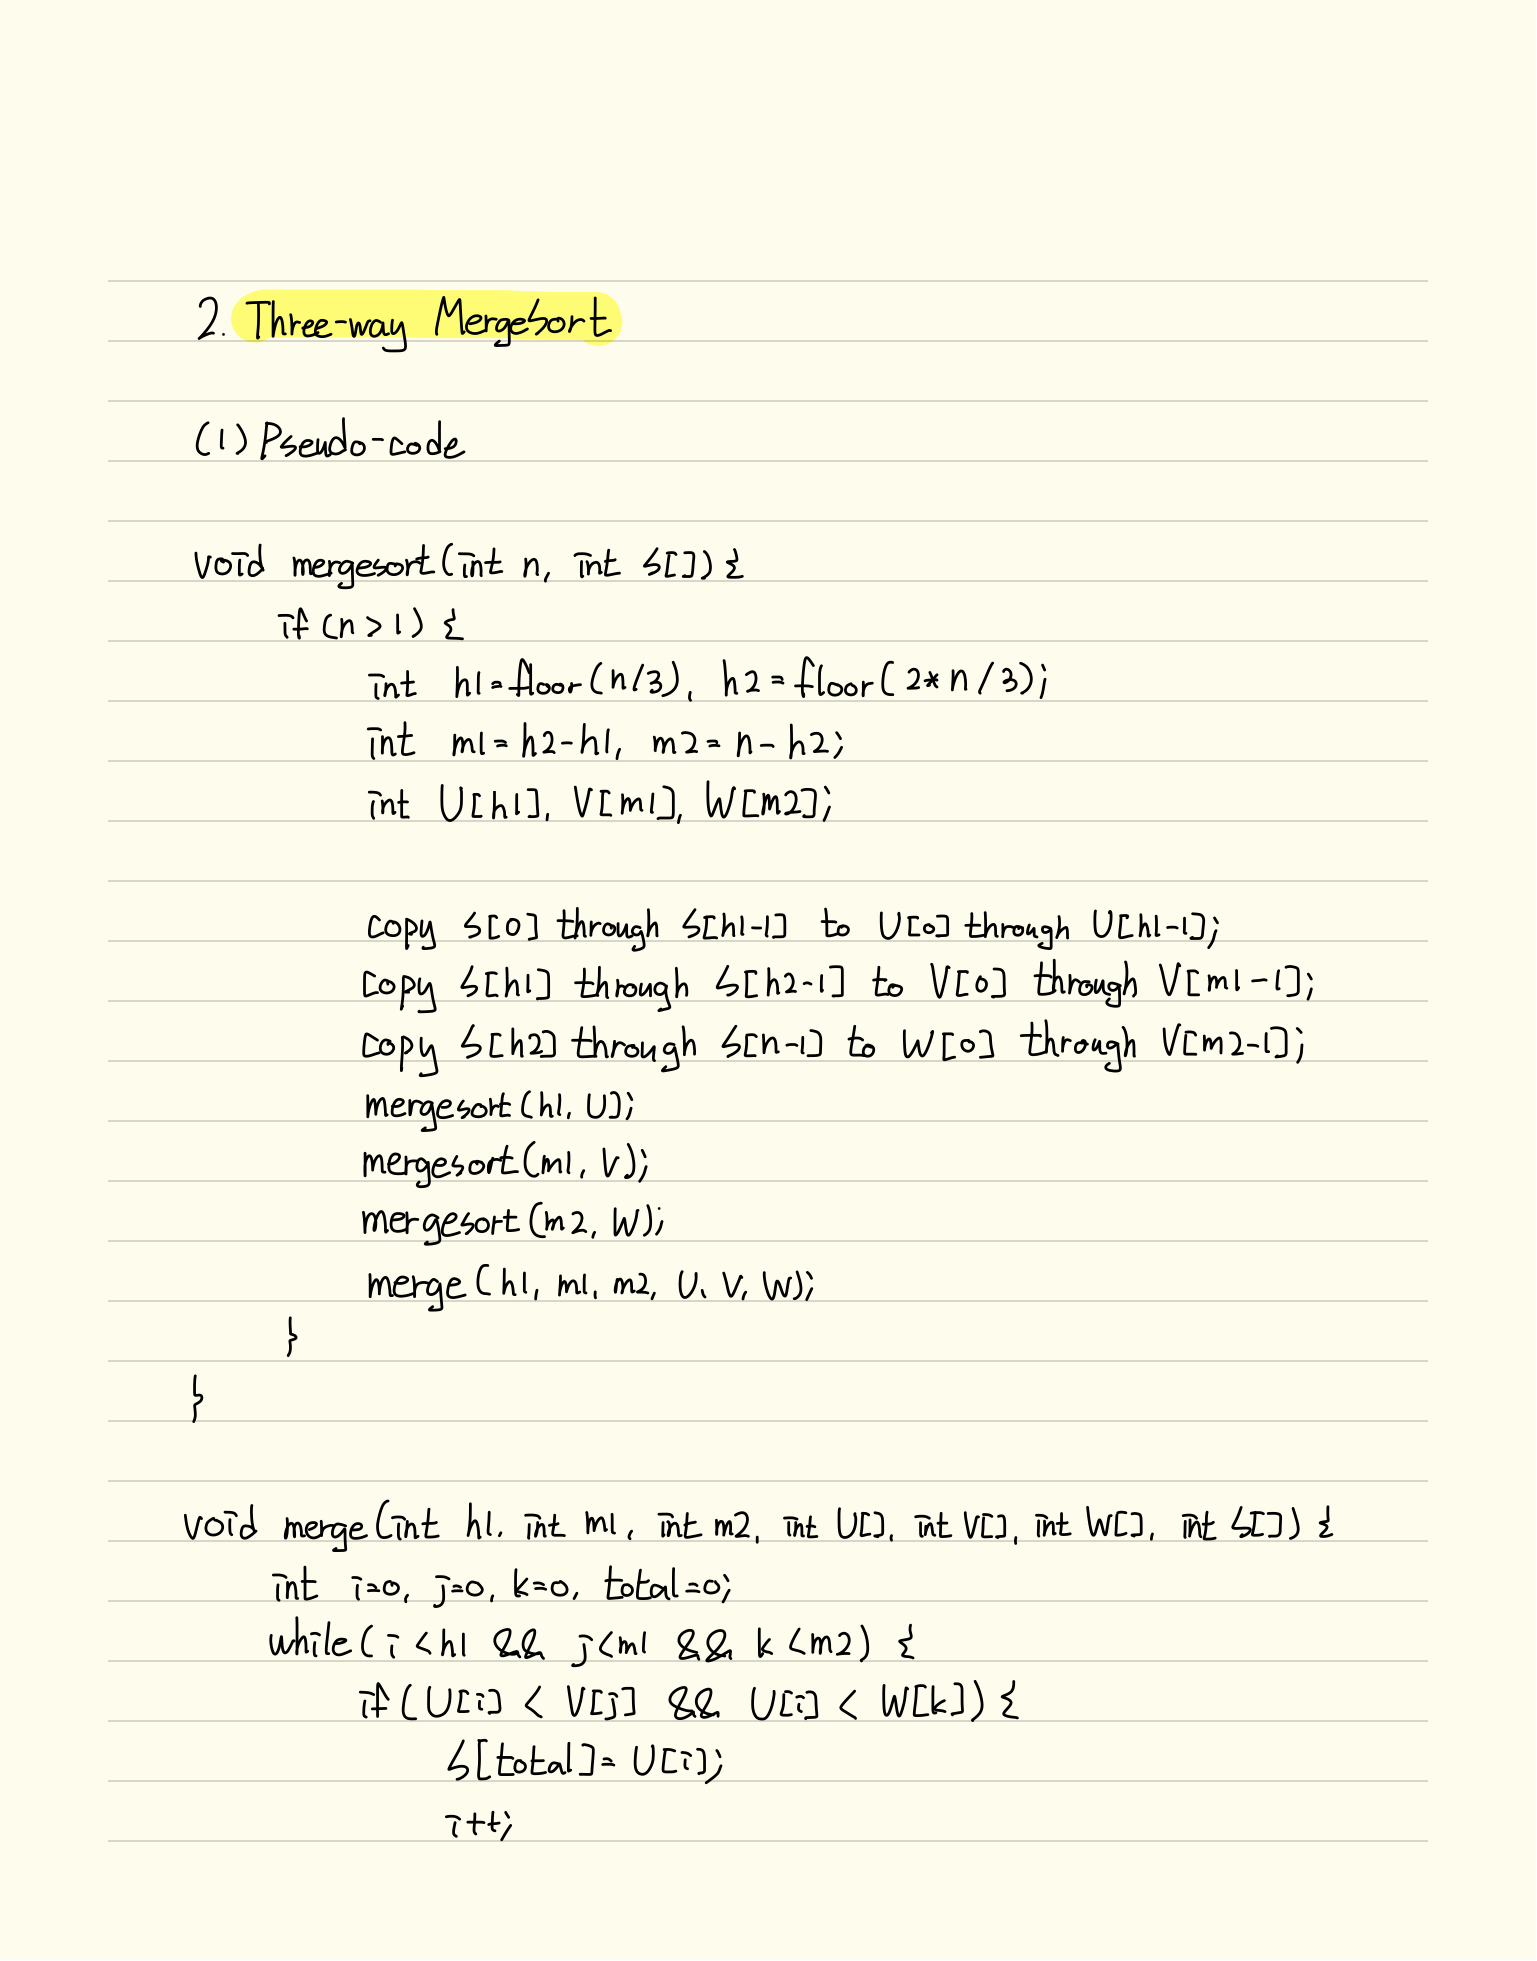 2. Three-way MergeSort
(1) Pseudo-code
void mergesort(int n, int S[]) {
if (n > 1) {
int h1=floor(n/3), h2=floor(2*n/3);
int m1=h2-h1, m2=n-h2;
int U[h1], V[m1], W[m2];
copy S[0] through S[h1-1] to U[0] through U[h1-1];
copy S[h1] through S[h2-1] to V[0] through V[m1-1];
copy S[h2] through S[n-1] to W[0] through V[m2-1];
mergesort(h1, U);
mergesort(m1, V);
mergesort(m2, W);
merge(h1, m1, m2, U, V, W);
}
}
void merge(int h1, int m1, int m2, int U[], int V[], int W[], int S[]) {
int i=0, j=0, k=0, total=0;
while(i<h1 && j<m1 && k<m2) {
if(U[i] < V[j] && U[i] < W[k]) {
S[total]=U[i];
i++;